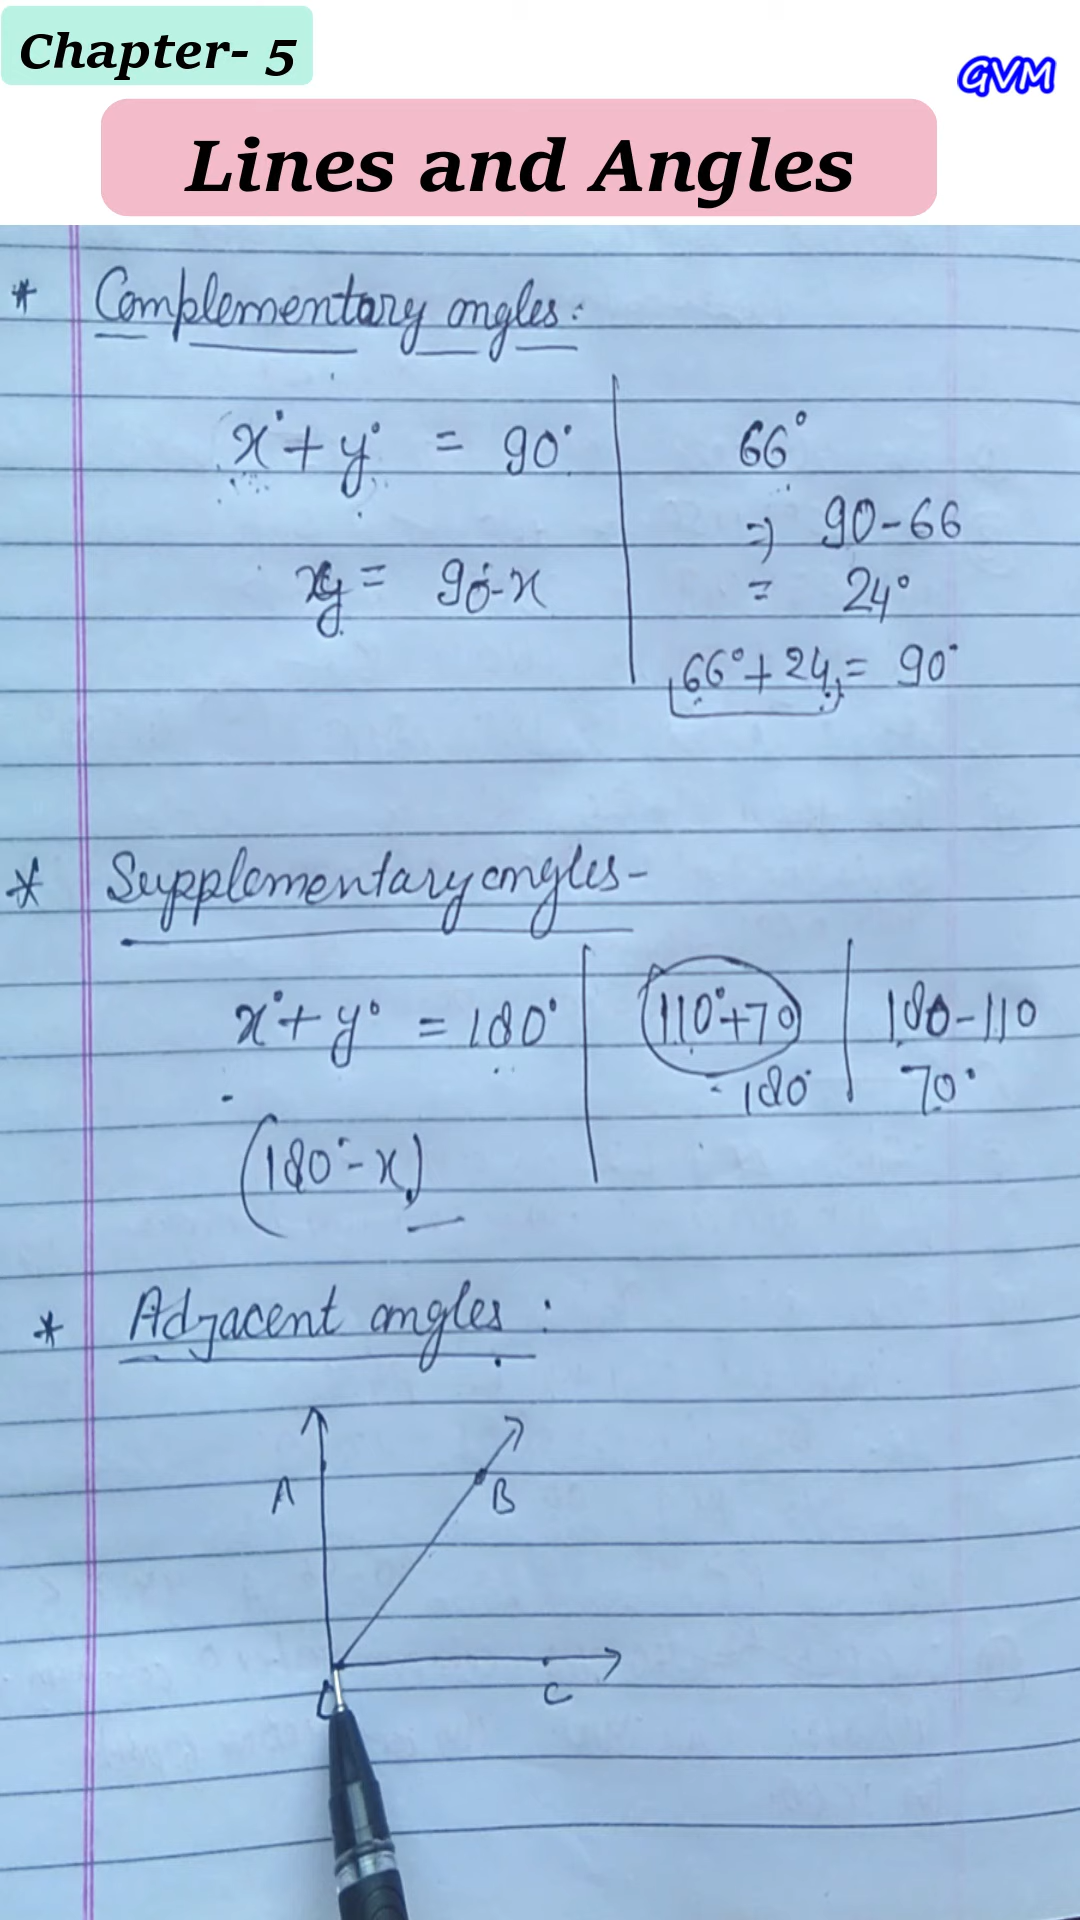 Chapter- 5
GVM
Lines and Angles
* Complementary angles:
x° + y° = 90°
66°
=) 90-66
y = 90°-x
= 24°
66° + 24 = 90°
* Supplementary angles-
x° + y° = 180°
110° + 70
180-110
= 180°
70°
(180° - x)
* Adjacent angles :
A
B
O
C